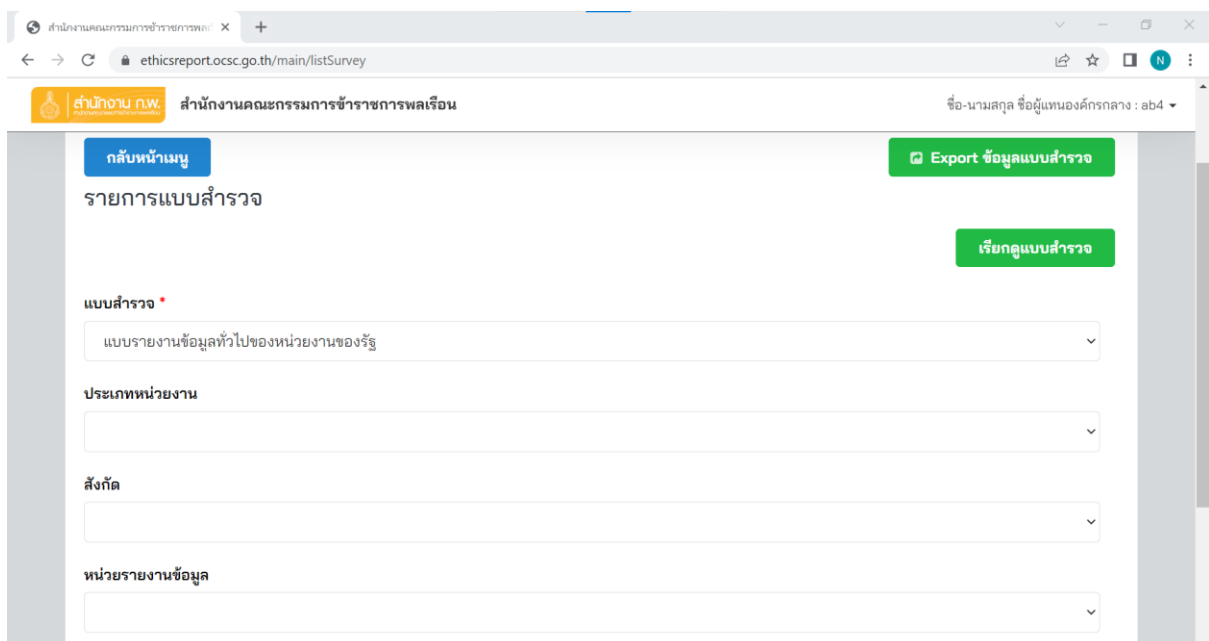 สำนักงานคณะกรรมการข้าราชการพล
ethicsreport.ocsc.go.th/main/listSurvey
N
สำนักงาน ก.พ.
สำนักงานคณะกรรมการข้าราชการพลเรือน
ชื่อ-นามสกุล ชื่อผู้แทนองค์กรกลาง : ab4
กลับหน้าเมนู
Export ข้อมูลแบบสำรวจ
รายการแบบสำรวจ
เรียกดูแบบสำรวจ
แบบสำรวจ *
แบบรายงานข้อมูลทั่วไปของหน่วยงานของรัฐ
ประเภทหน่วยงาน
สังกัด
หน่วยรายงานข้อมูล